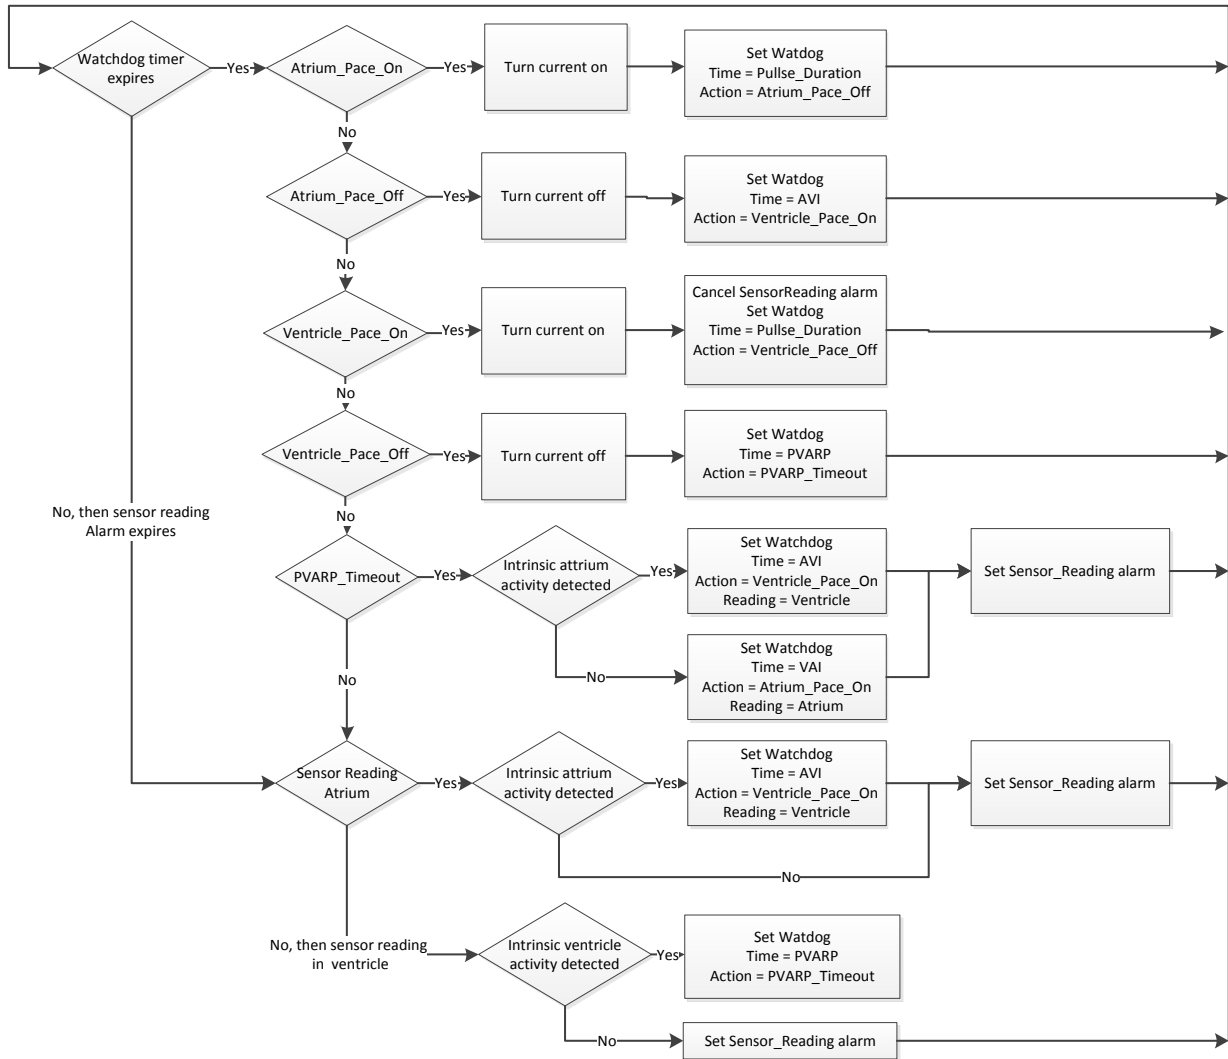 Watchdog timer
expires
Yes
Atrium_Pace_On
Yes
Turn current on
Set Watdog
Time = Pullse_Duration
Action = Atrium_Pace_Off
No
Atrium_Pace_Off
Yes
Turn current off
Set Watdog
Time = AVI
Action = Ventricle_Pace_On
No
Ventricle_Pace_On
Yes
Turn current on
Cancel SensorReading alarm
Set Watdog
Time = Pullse_Duration
Action = Ventricle_Pace_Off
No
Ventricle_Pace_Off
Yes
Turn current off
Set Watdog
Time = PVARP
Action = PVARP_Timeout
No
No, then sensor reading
Alarm expires
PVARP_Timeout
Yes
Intrinsic attrium
activity detected
Yes
Set Watchdog
Time = AVI
Action = Ventricle_Pace_On
Reading = Ventricle
Set Sensor_Reading alarm
No
Set Watchdog
Time = VAI
Action = Atrium_Pace_On
Reading = Atrium
No
Sensor Reading
Atrium
Yes
Intrinsic attrium
activity detected
Yes
Set Watchdog
Time = AVI
Action = Ventricle_Pace_On
Reading = Ventricle
Set Sensor_Reading alarm
No
No, then sensor reading
in ventricle
Intrinsic ventricle
activity detected
Yes
Set Watdog
Time = PVARP
Action = PVARP_Timeout
No
Set Sensor_Reading alarm